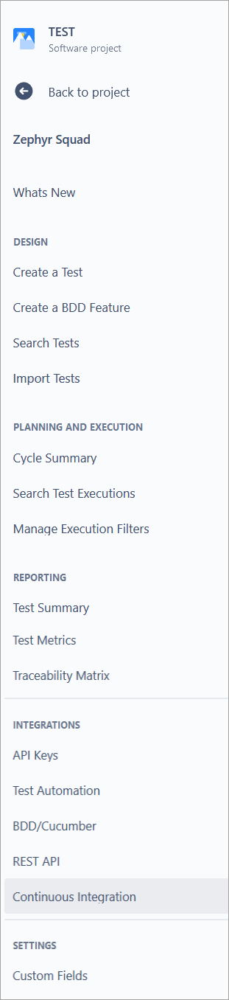 TEST
Software project
Back to project
Zephyr Squad
Whats New
DESIGN
Create a Test
Create a BDD Feature
Search Tests
Import Tests
PLANNING AND EXECUTION
Cycle Summary
Search Test Executions
Manage Execution Filters
REPORTING
Test Summary
Test Metrics
Traceability Matrix
INTEGRATIONS
API Keys
Test Automation
BDD/Cucumber
REST API
Continuous Integration
SETTINGS
Custom Fields